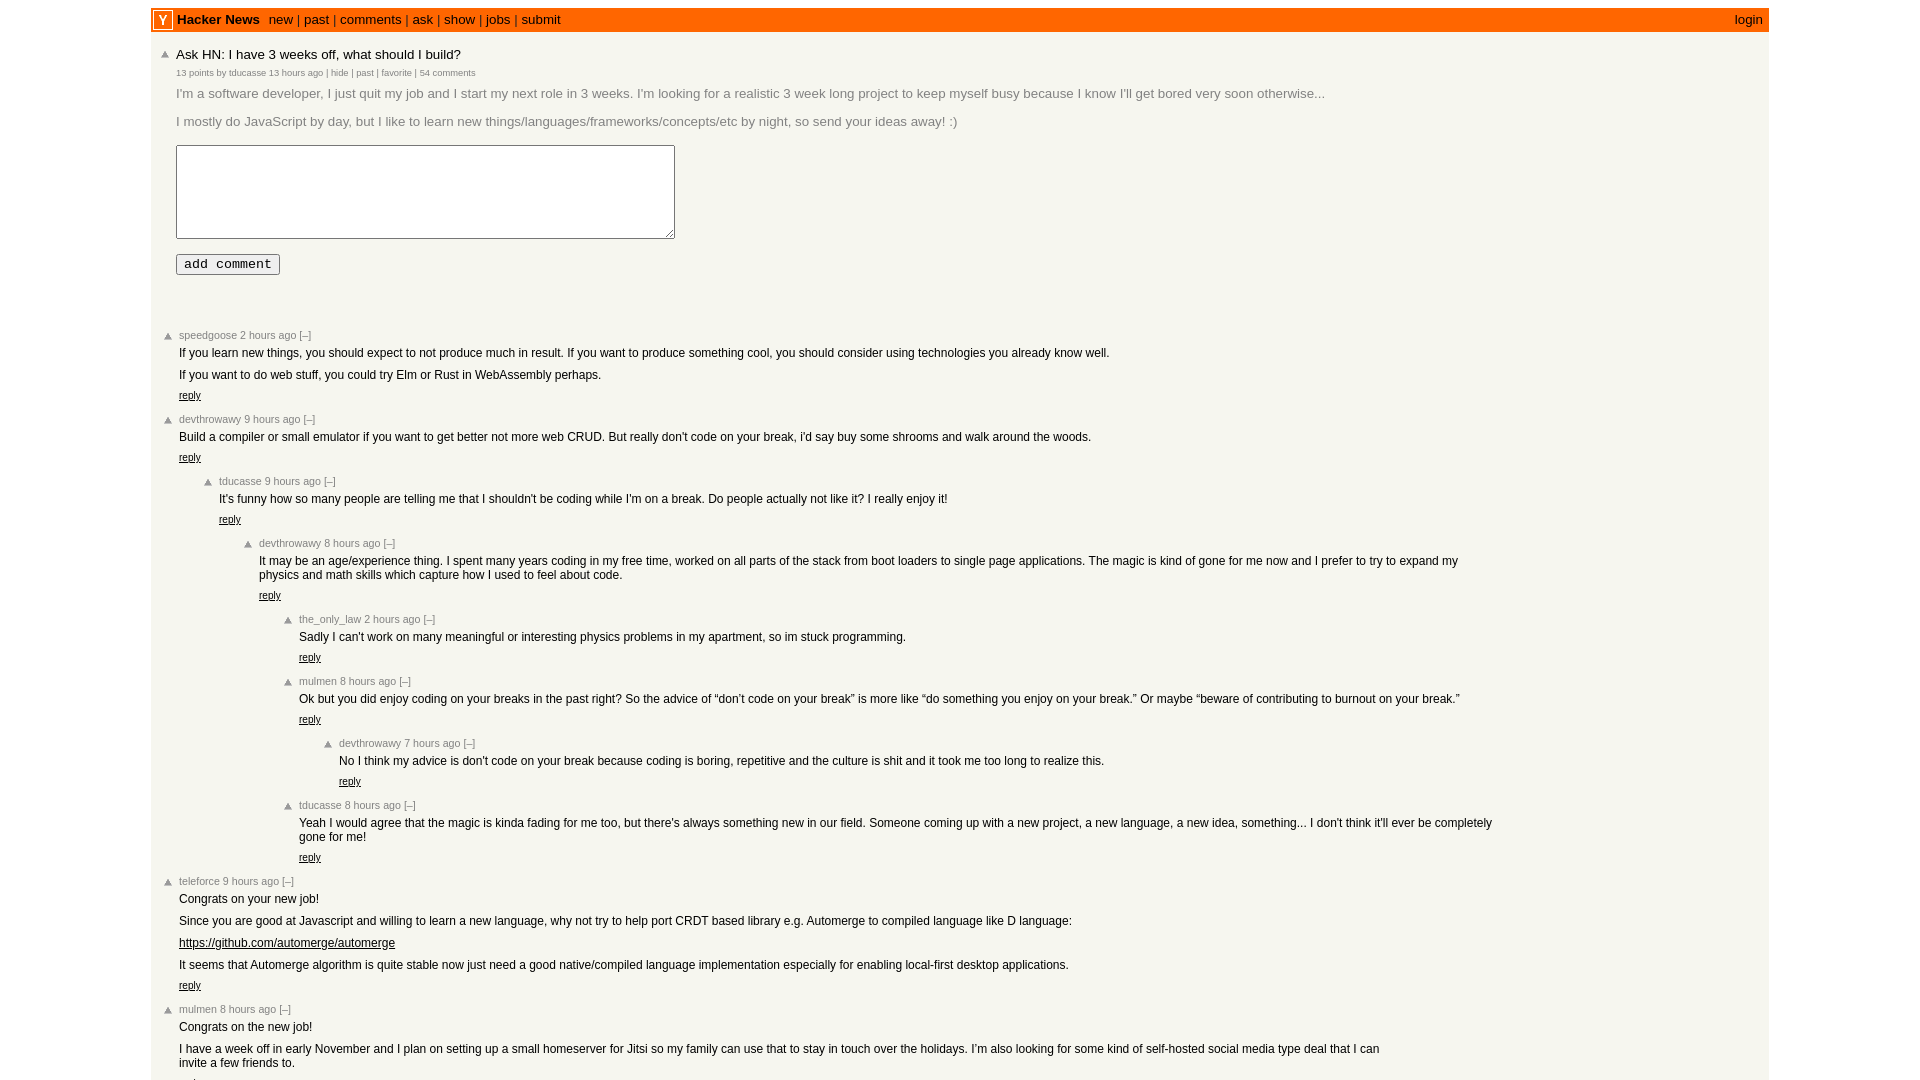 Y Hacker News new | past | comments | ask | show | jobs | submit login
Ask HN: I have 3 weeks off, what should I build?
13 points by tducasse 13 hours ago | hide | past | favorite | 54 comments
I'm a software developer, I just quit my job and I start my next role in 3 weeks. I'm looking for a realistic 3 week long project to keep myself busy because I know I'll get bored very soon otherwise...
I mostly do JavaScript by day, but I like to learn new things/languages/frameworks/concepts/etc by night, so send your ideas away! :)
add comment
speedgoose 2 hours ago [–]
If you learn new things, you should expect to not produce much in result. If you want to produce something cool, you should consider using technologies you already know well.
If you want to do web stuff, you could try Elm or Rust in WebAssembly perhaps.
reply
devthrowawy 9 hours ago [–]
Build a compiler or small emulator if you want to get better not more web CRUD. But really don't code on your break, i'd say buy some shrooms and walk around the woods.
reply
tducasse 9 hours ago [–]
It's funny how so many people are telling me that I shouldn't be coding while I'm on a break. Do people actually not like it? I really enjoy it!
reply
devthrowawy 8 hours ago [–]
It may be an age/experience thing. I spent many years coding in my free time, worked on all parts of the stack from boot loaders to single page applications. The magic is kind of gone for me now and I prefer to try to expand my
physics and math skills which capture how I used to feel about code.
reply
the_only_law 2 hours ago [–]
Sadly I can't work on many meaningful or interesting physics problems in my apartment, so im stuck programming.
reply
mulmen 8 hours ago [–]
Ok but you did enjoy coding on your breaks in the past right? So the advice of “don’t code on your break” is more like “do something you enjoy on your break.” Or maybe “beware of contributing to burnout on your break.”
reply
devthrowawy 7 hours ago [–]
No I think my advice is don't code on your break because coding is boring, repetitive and the culture is shit and it took me too long to realize this.
reply
tducasse 8 hours ago [–]
Yeah I would agree that the magic is kinda fading for me too, but there's always something new in our field. Someone coming up with a new project, a new language, a new idea, something... I don't think it'll ever be completely
gone for me!
reply
teleforce 9 hours ago [–]
Congrats on your new job!
Since you are good at Javascript and willing to learn a new language, why not try to help port CRDT based library e.g. Automerge to compiled language like D language:
https://github.com/automerge/automerge
It seems that Automerge algorithm is quite stable now just need a good native/compiled language implementation especially for enabling local-first desktop applications.
reply
mulmen 8 hours ago [–]
Congrats on the new job!
I have a week off in early November and I plan on setting up a small homeserver for Jitsi so my family can use that to stay in touch over the holidays. I’m also looking for some kind of self-hosted social media type deal that I can
invite a few friends to.